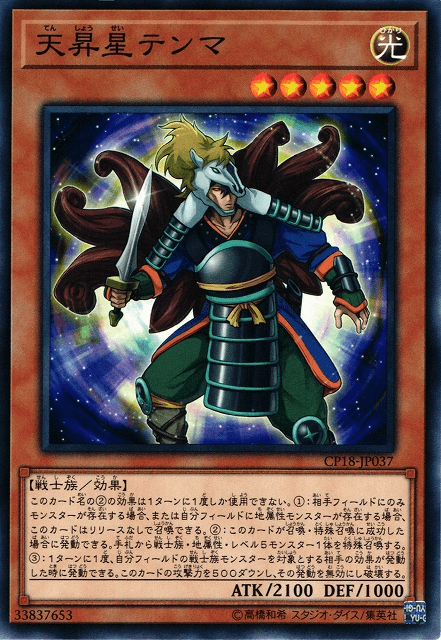 天昇星テンマ
光
CP18-JP037
【戦士族／効果】
このカード名の②の効果は1ターンに1度しか使用できない。①：相手フィールドにのみ
モンスターが存在する場合、または自分フィールドに地属性モンスターが存在する場合、
このカードはリリースなしで召喚できる。②：このカードが召喚・特殊召喚に成功した
場合に発動できる。手札から戦士族・地属性・レベル5モンスター1体を特殊召喚する。
③：1ターンに1度、自分フィールドの戦士族モンスターを対象とする相手の効果が発動
した時に発動できる。このカードの攻撃力を500ダウンし、その発動を無効にし破壊する。
ATK/2100 DEF/1000
33837653
©高橋和希 スタジオ・ダイス/集英社